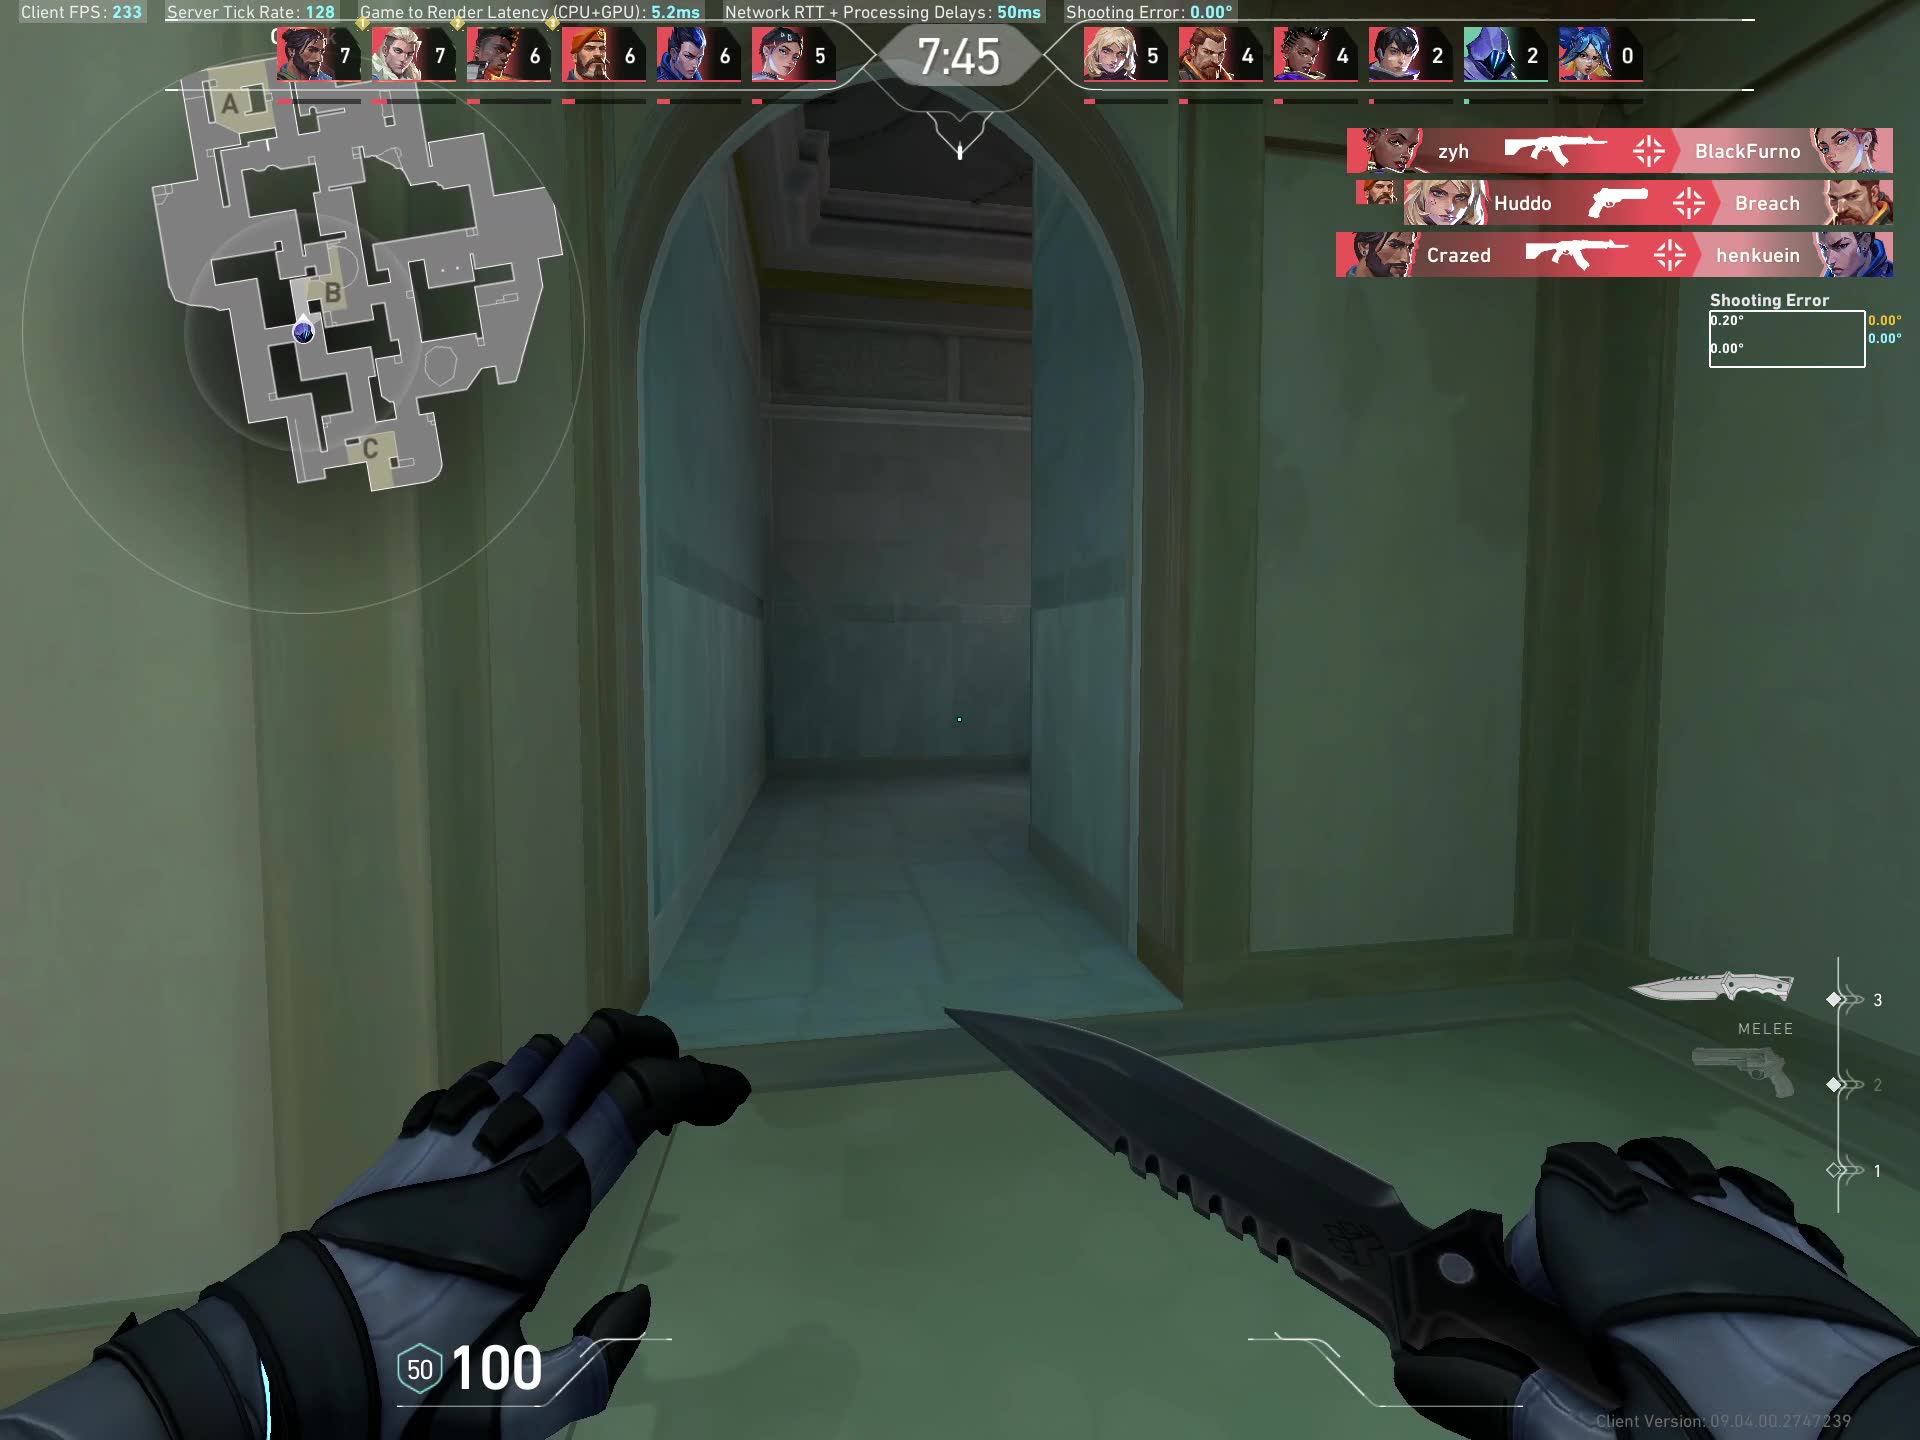 Client FPS: 233 Server Tick Rate: 128 Game to Render Latency (CPU+GPU): 5.2ms Network RTT + Processing Delays: 50ms Shooting Error: 0.00°
7 7 6 6 6 5 7:45 5 4 4 2 2 0
A
B
C
zyh BlackFurno
Huddo Breach
Crazed henkuein
Shooting Error
0.20° 0.00°
0.00°
0.00°
3
MELEE
2
1
50 100
Client Version: 09.04.00.2747239